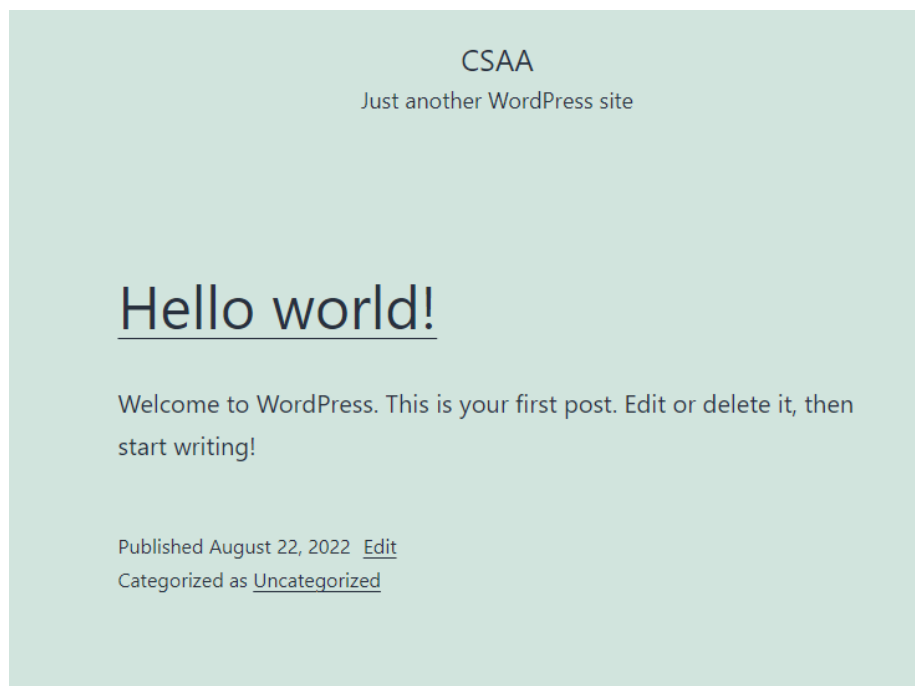 CSAA
Just another WordPress site
Hello world!
Welcome to WordPress. This is your first post. Edit or delete it, then
start writing!
Published August 22, 2022 Edit
Categorized as Uncategorized